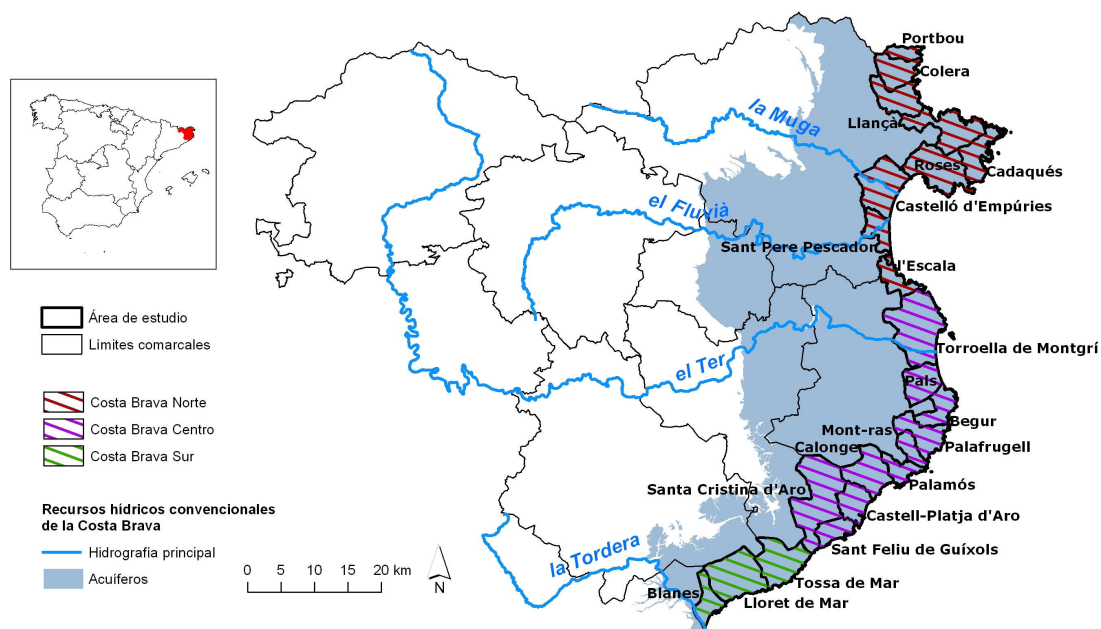 Portbou
Colera
la Muga
Llançà
Roses
Cadaqués
el Fluvià
Castelló d'Empúries
Sant Pere Pescador
l'Escala
Área de estudio
Límites comarcales
Torroella de Montgrí
el Ter
Pals
Costa Brava Norte
Costa Brava Centro
Costa Brava Sur
Begur
Mont-ras
Calonge
Palafrugell
Palamós
Santa Cristina d'Aro
Castell-Platja d'Aro
Recursos hídricos convencionales
de la Costa Brava
Hidrografía principal
Acuíferos
0 5 10 20 km
N
la Tordera
Sant Feliu de Guíxols
Tossa de Mar
Blanes
Lloret de Mar